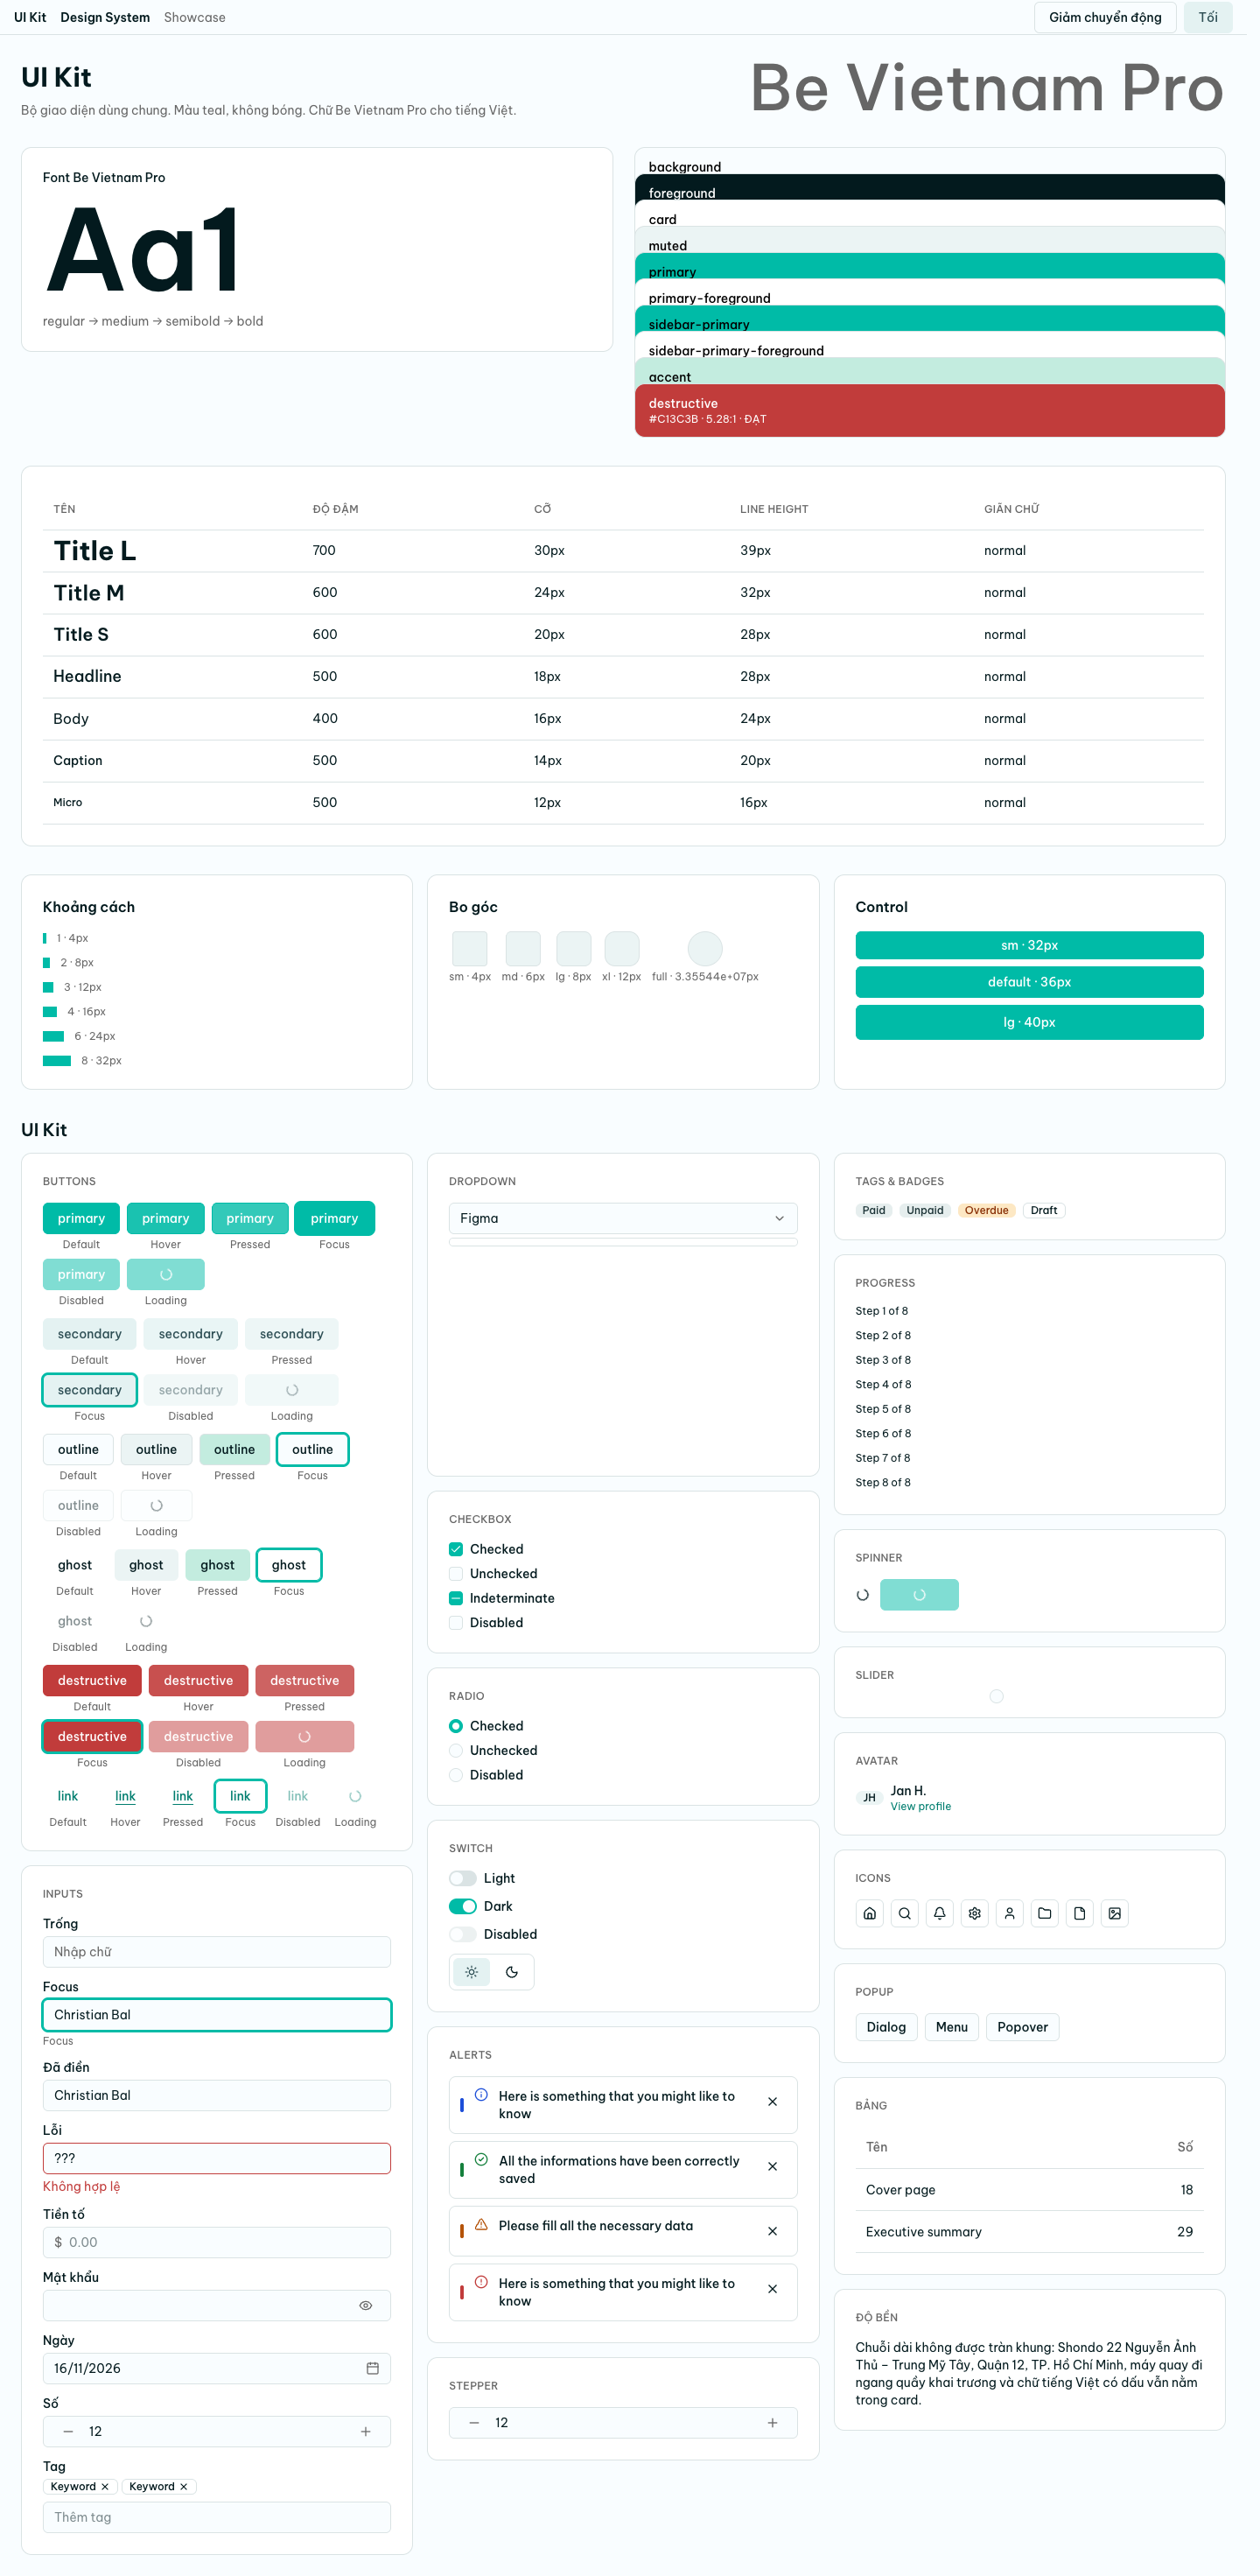 UI Kit Design System Showcase Giảm chuyển động Tối
UI Kit
Bộ giao diện dùng chung. Màu teal, không bóng. Chữ Be Vietnam Pro cho tiếng Việt.
Be Vietnam Pro
Font Be Vietnam Pro
Aa1
regular → medium → semibold → bold
background
foreground
card
muted
primary
primary-foreground
sidebar-primary
sidebar-primary-foreground
accent
destructive
#C13C3B · 5.28:1 · ĐẠT
TÊN ĐỘ ĐẬM CỠ LINE HEIGHT GIÃN CHỮ
Title L 700 30px 39px normal
Title M 600 24px 32px normal
Title S 600 20px 28px normal
Headline 500 18px 28px normal
Body 400 16px 24px normal
Caption 500 14px 20px normal
Micro 500 12px 16px normal
Khoảng cách
1 · 4px
2 · 8px
3 · 12px
4 · 16px
6 · 24px
8 · 32px
Bo góc
sm · 4px md · 6px lg · 8px xl · 12px full · 3.35544e+07px
Control
sm · 32px
default · 36px
lg · 40px
UI Kit
BUTTONS
primary primary primary primary
Default Hover Pressed Focus
primary
Disabled Loading
secondary secondary secondary
Default Hover Pressed
secondary secondary
Focus Disabled Loading
outline outline outline outline
Default Hover Pressed Focus
outline
Disabled Loading
ghost ghost ghost ghost
Default Hover Pressed Focus
ghost
Disabled Loading
destructive destructive destructive
Default Hover Pressed
destructive destructive
Focus Disabled Loading
link link link link link
Default Hover Pressed Focus Disabled Loading
INPUTS
Trống
Nhập chữ
Focus
Christian Bal
Focus
Đã điền
Christian Bal
Lỗi
???
Không hợp lệ
Tiền tố
$ 0.00
Mật khẩu
Ngày
16/11/2026
Số
12
Tag
Keyword Keyword
Thêm tag
DROPDOWN
Figma
CHECKBOX
Checked
Unchecked
Indeterminate
Disabled
RADIO
Checked
Unchecked
Disabled
SWITCH
Light
Dark
Disabled
ALERTS
Here is something that you might like to
know
All the informations have been correctly
saved
Please fill all the necessary data
Here is something that you might like to
know
STEPPER
12
TAGS & BADGES
Paid Unpaid Overdue Draft
PROGRESS
Step 1 of 8
Step 2 of 8
Step 3 of 8
Step 4 of 8
Step 5 of 8
Step 6 of 8
Step 7 of 8
Step 8 of 8
SPINNER
SLIDER
AVATAR
JH Jan H.
View profile
ICONS
POPUP
Dialog Menu Popover
BẢNG
Tên Số
Cover page 18
Executive summary 29
ĐỘ BỀN
Chuỗi dài không được tràn khung: Shondo 22 Nguyễn Ảnh
Thủ – Trung Mỹ Tây, Quận 12, TP. Hồ Chí Minh, máy quay đi
ngang quầy khai trương và chữ tiếng Việt có dấu vẫn nằm
trong card.